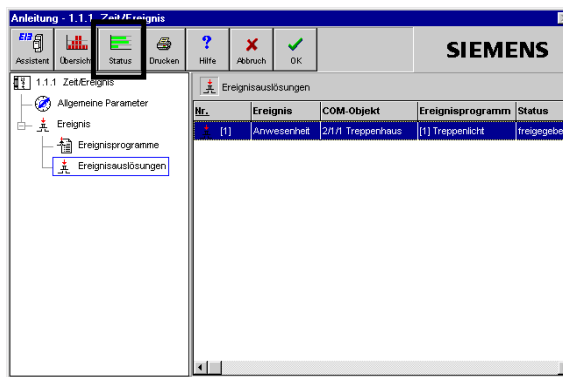 Anleitung - 1.1.1 Zeit/Ereignis
EIB
Assistent Übersicht Status Drucken Hilfe Abbruch OK
SIEMENS
1.1.1 Zeit/Ereignis
Allgemeine Parameter
Ereignis
Ereignisprogramme
Ereignisauslösungen
Ereignisauslösungen
Nr. Ereignis COM-Objekt Ereignisprogramm Status
[1] Anwesenheit 2/1/1 Treppenhaus [1] Treppenlicht freigegebe